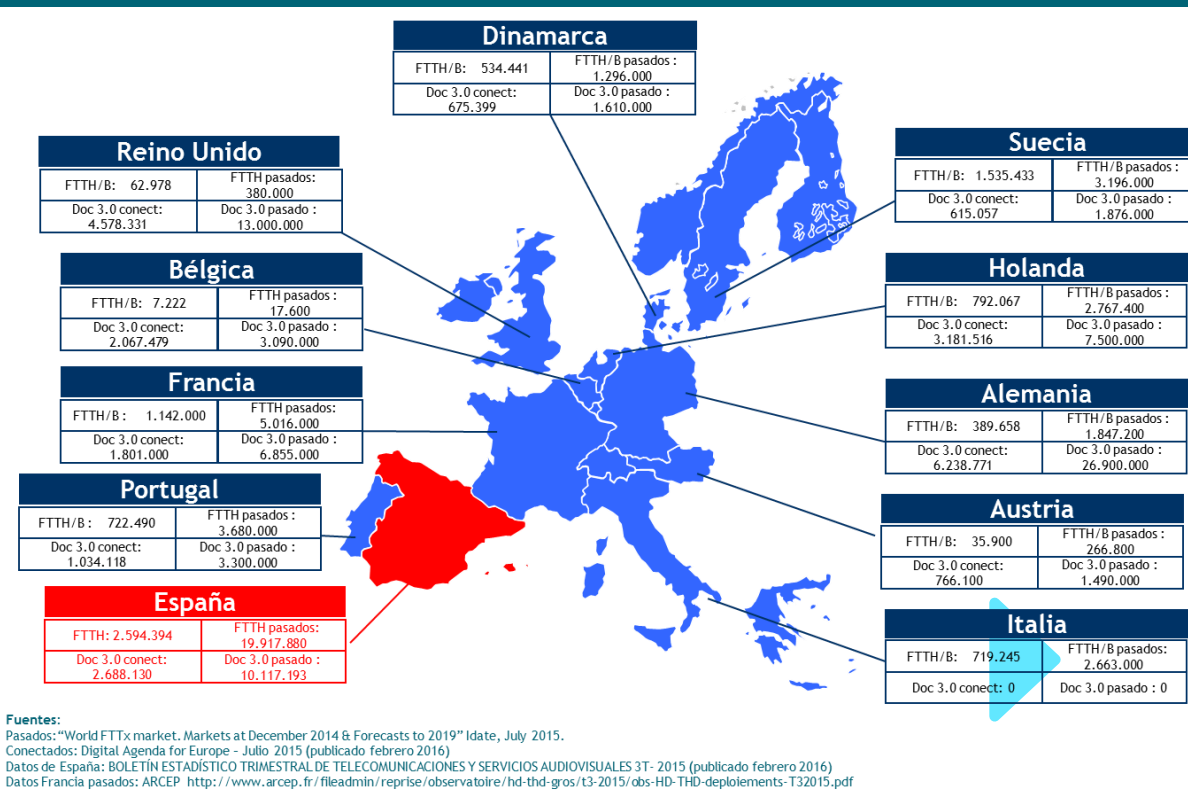 Dinamarca
FTTH/B: 534.441
FTTH/B pasados :
1.296.000
Doc 3.0 conect:
675.399
Doc 3.0 pasado :
1.610.000
Reino Unido
FTTH/B: 62.978
FTTH pasados:
380.000
Doc 3.0 conect:
4.578.331
Doc 3.0 pasado :
13.000.000
Suecia
FTTH/B: 1.535.433
FTTH/B pasados :
3.196.000
Doc 3.0 conect:
615.057
Doc 3.0 pasado :
1.876.000
Bélgica
FTTH/B: 7.222
FTTH pasados :
17.600
Doc 3.0 conect:
2.067.479
Doc 3.0 pasado :
3.090.000
Holanda
FTTH/B: 792.067
FTTH/B pasados :
2.767.400
Doc 3.0 conect:
3.181.516
Doc 3.0 pasado :
7.500.000
Francia
FTTH/B: 1.142.000
FTTH pasados:
5.016.000
Doc 3.0 conect:
1.801.000
Doc 3.0 pasado :
6.855.000
Alemania
FTTH/B: 389.658
FTTH/B pasados :
1.847.200
Doc 3.0 conect:
6.238.771
Doc 3.0 pasado :
26.900.000
Portugal
FTTH/B: 722.490
FTTH pasados :
3.680.000
Doc 3.0 conect:
1.034.118
Doc 3.0 pasado :
3.300.000
Austria
FTTH/B: 35.900
FTTH/B pasados :
266.800
Doc 3.0 conect:
766.100
Doc 3.0 pasado :
1.490.000
España
FTTH: 2.594.394
FTTH pasados:
19.917.880
Doc 3.0 conect:
2.688.130
Doc 3.0 pasado :
10.117.193
Italia
FTTH/B: 719.245
FTTH/B pasados:
2.663.000
Doc 3.0 conect: 0
Doc 3.0 pasado : 0
Fuentes:
Pasados: “World FTTx market. Markets at December 2014 & Forecasts to 2019” Idate, July 2015.
Conectados: Digital Agenda for Europe - Julio 2015 (publicado febrero 2016)
Datos de España: BOLETÍN ESTADÍSTICO TRIMESTRAL DE TELECOMUNICACIONES Y SERVICIOS AUDIOVISUALES 3T- 2015 (publicado febrero 2016)
Datos Francia pasados: ARCEP http://www.arcep.fr/fileadmin/reprise/observatoire/hd-thd-gros/t3-2015/obs-HD-THD-deploiements-T32015.pdf